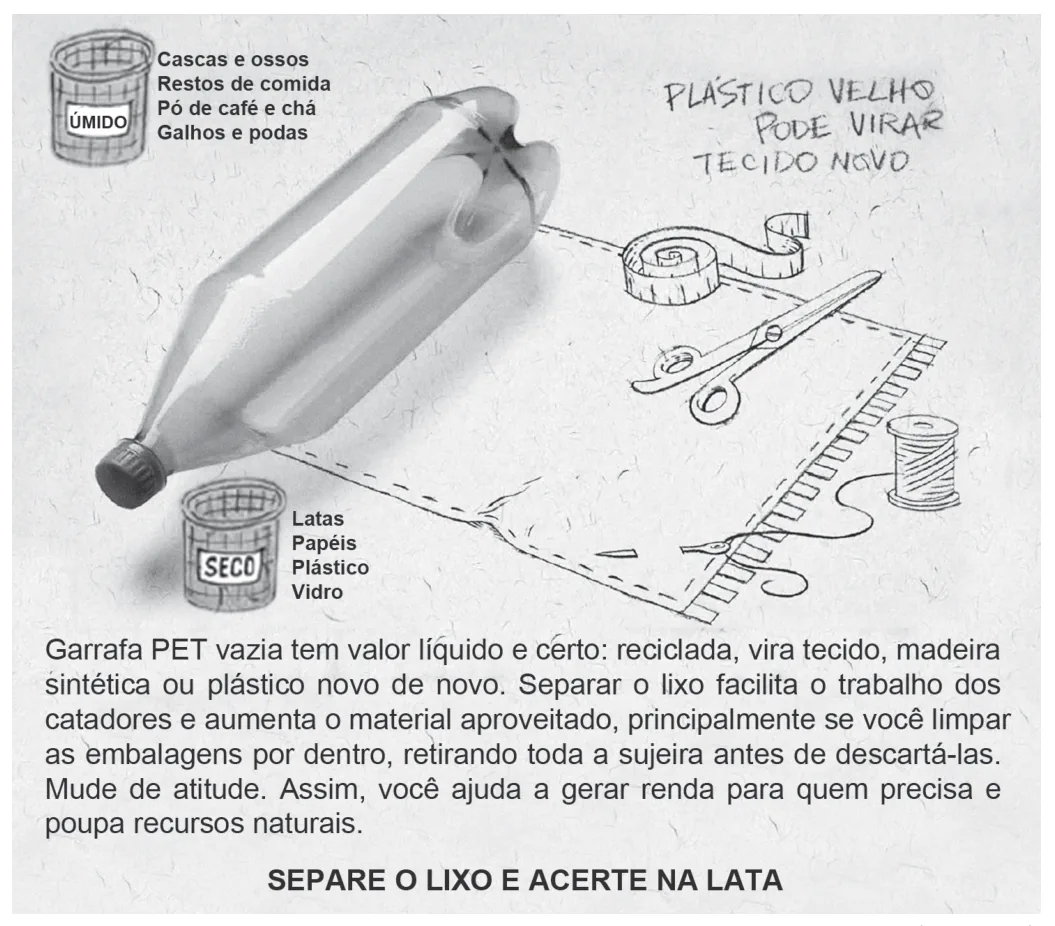 ÚMIDO
Cascas e ossos
Restos de comida
Pó de café e chá
Galhos e podas
PLÁSTICO VELHO
PODE VIRAR
TECIDO NOVO
SECO
Latas
Papéis
Plástico
Vidro
Garrafa PET vazia tem valor líquido e certo: reciclada, vira tecido, madeira
sintética ou plástico novo de novo. Separar o lixo facilita o trabalho dos
catadores e aumenta o material aproveitado, principalmente se você limpar
as embalagens por dentro, retirando toda a sujeira antes de descartá-las.
Mude de atitude. Assim, você ajuda a gerar renda para quem precisa e
poupa recursos naturais.
SEPARE O LIXO E ACERTE NA LATA